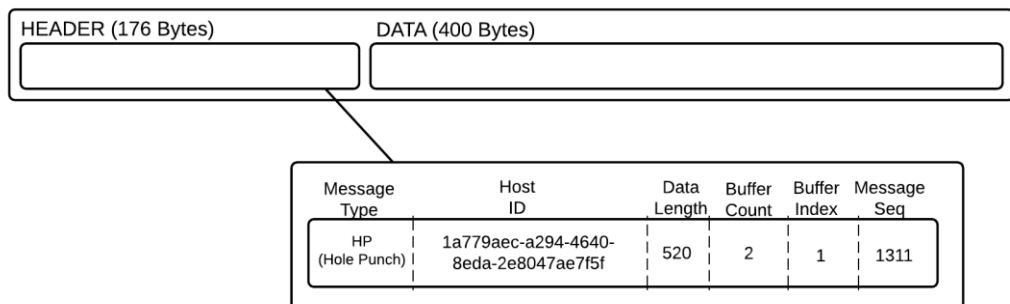 HEADER (176 Bytes) DATA (400 Bytes)
Message Type Host ID Data Length Buffer Count Buffer Index Message Seq
HP (Hole Punch) 1a779aec-a294-4640-8eda-2e8047ae7f5f 520 2 1 1311